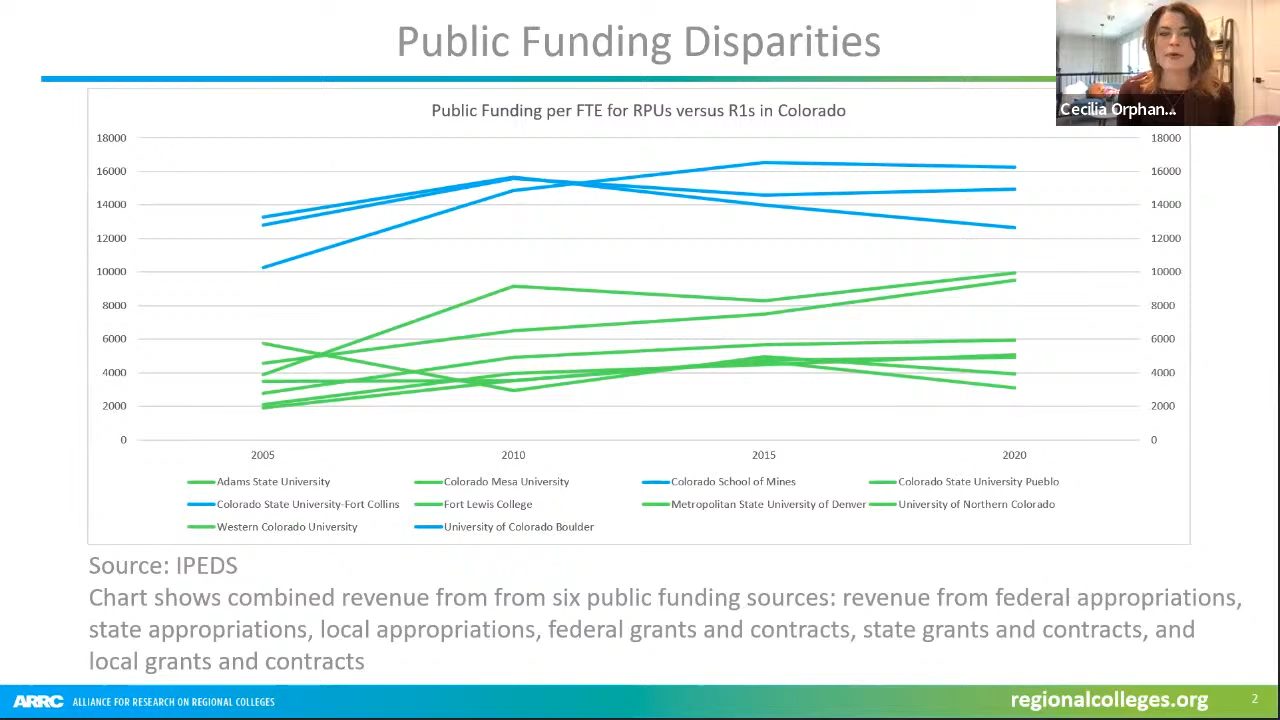 Public Funding Disparities
Cecilia Orphan...
Public Funding per FTE for RPUs versus R1s in Colorado
18000 18000
16000 16000
14000 14000
12000 12000
10000 10000
8000 8000
6000 6000
4000 4000
2000 2000
0 0
2005 2010 2015 2020
Adams State University Colorado Mesa University Colorado School of Mines Colorado State University Pueblo
Colorado State University-Fort Collins Fort Lewis College Metropolitan State University of Denver University of Northern Colorado
Western Colorado University University of Colorado Boulder
Source: IPEDS
Chart shows combined revenue from from six public funding sources: revenue from federal appropriations,
state appropriations, local appropriations, federal grants and contracts, state grants and contracts, and
local grants and contracts
ARRC ALLIANCE FOR RESEARCH ON REGIONAL COLLEGES regionalcolleges.org 2